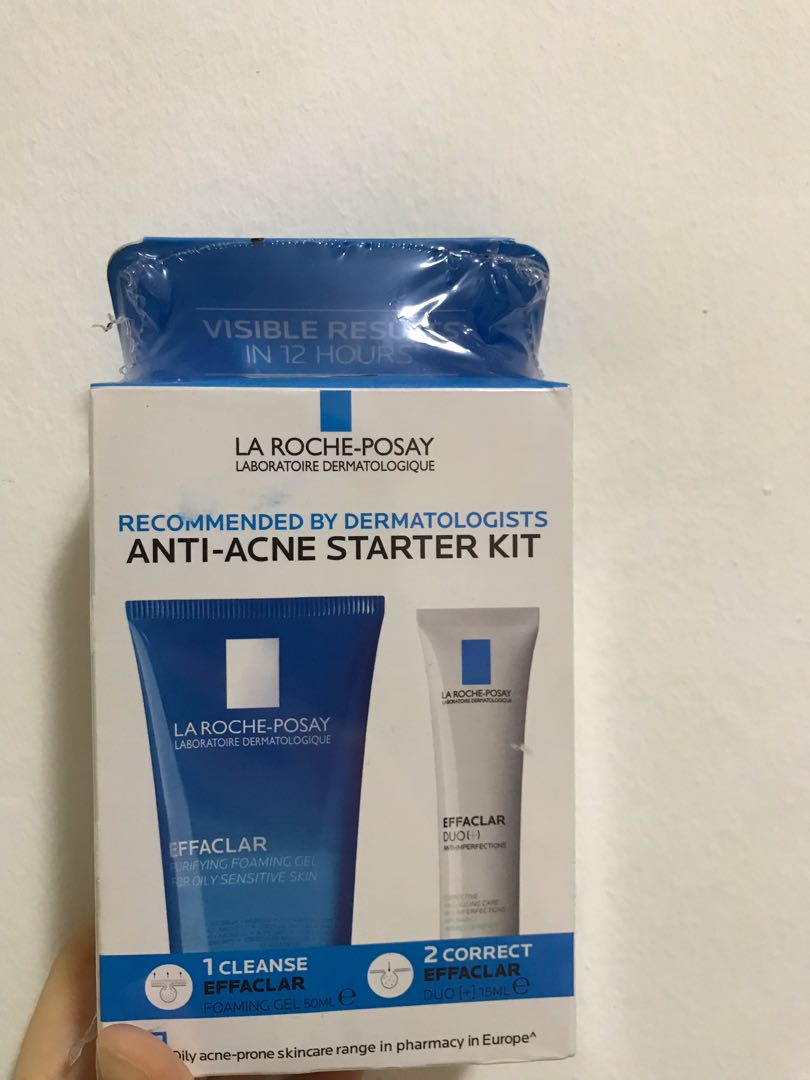 VISIBLE RESULTS
IN 12 HOURS
LA ROCHE-POSAY
LABORATOIRE DERMATOLOGIQUE
RECOMMENDED BY DERMATOLOGISTS
ANTI-ACNE STARTER KIT
LA ROCHE-POSAY
LABORATOIRE DERMATOLOGIQUE
EFFACLAR
PURIFYING FOAMING GEL
FOR OILY SENSITIVE SKIN
LA ROCHE-POSAY
LABORATOIRE DERMATOLOGIQUE
EFFACLAR
DUO(+)
ANTI-IMPERFECTIONS
1 CLEANSE
EFFACLAR
FOAMING GEL 50ML e
2 CORRECT
EFFACLAR
DUO [+] 15ML e
Oily acne-prone skincare range in pharmacy in Europe^